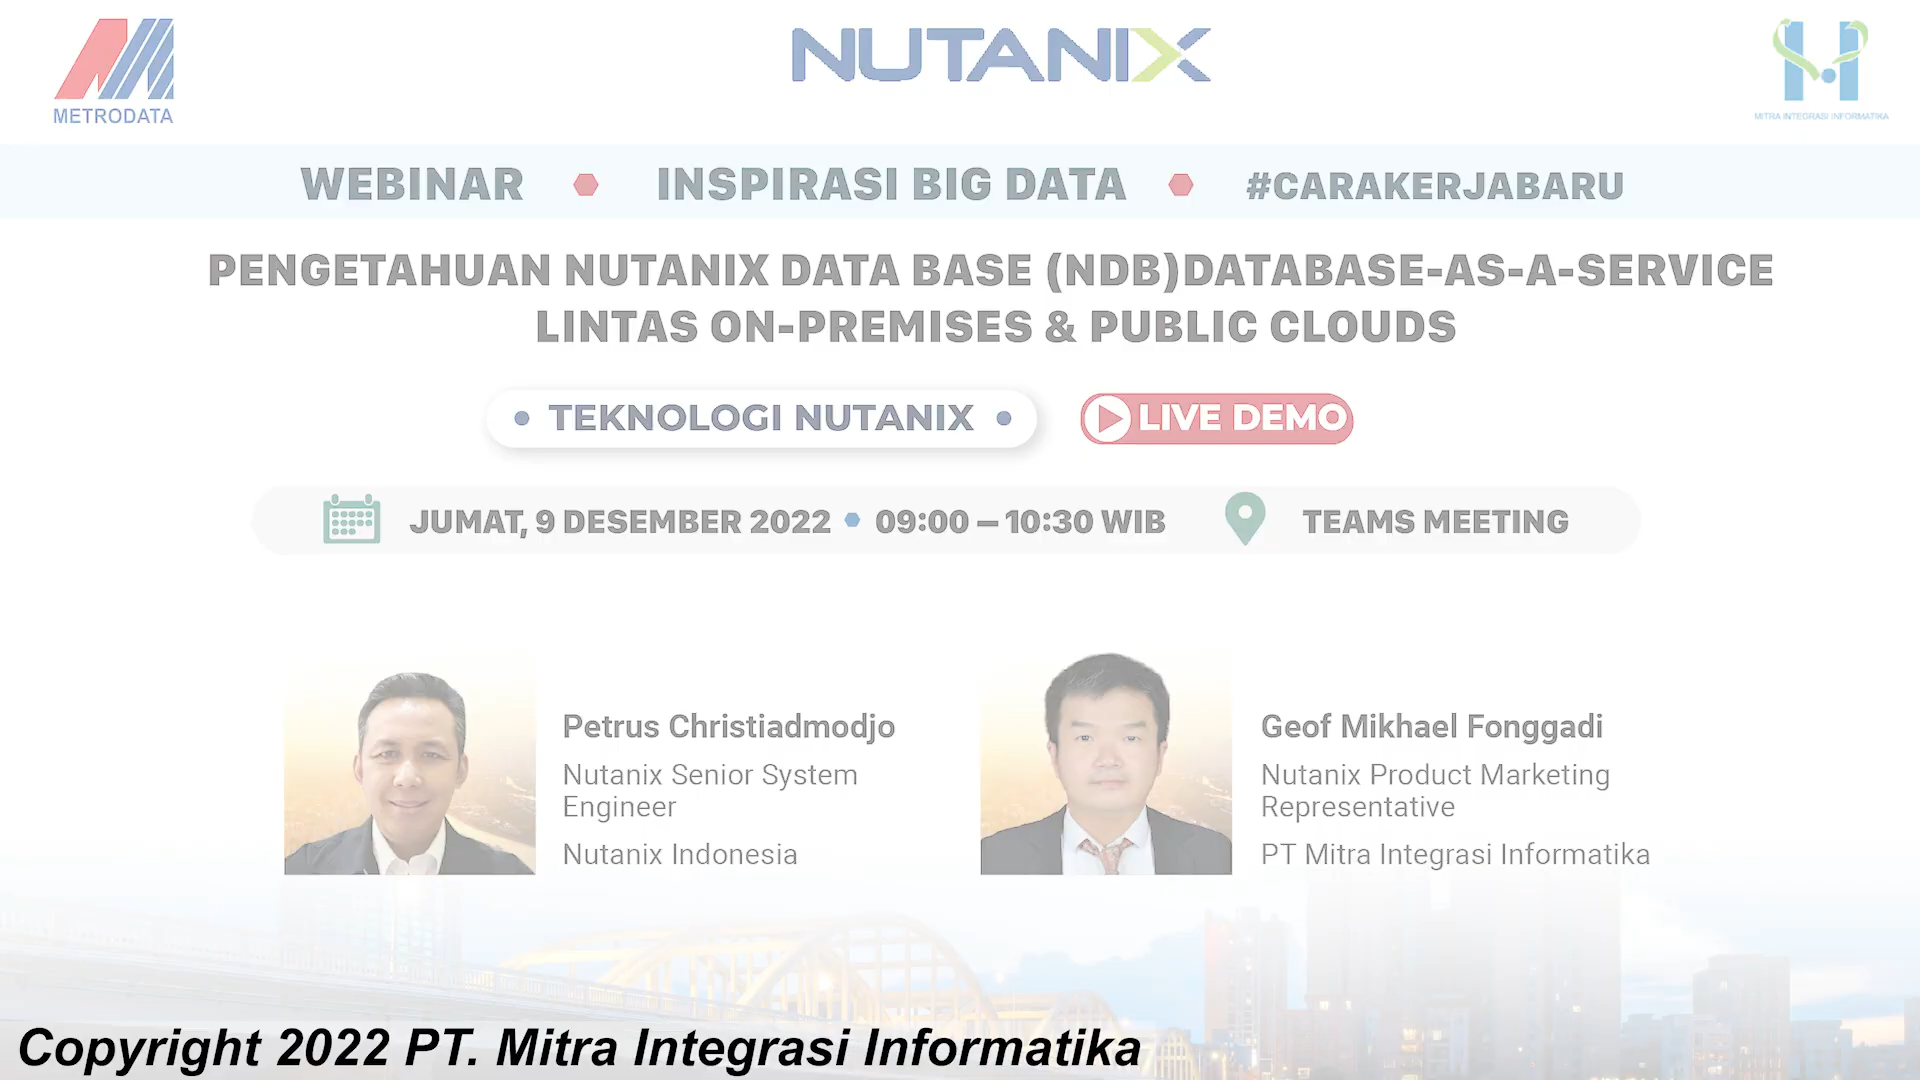 METRODATA
NUTANIX
MITRA INTEGRASI INFORMATIKA
WEBINAR INSPIRASI BIG DATA #CARAKERJABARU
PENGETAHUAN NUTANIX DATA BASE (NDB)DATABASE-AS-A-SERVICE
LINTAS ON-PREMISES & PUBLIC CLOUDS
• TEKNOLOGI NUTANIX • LIVE DEMO
JUMAT, 9 DESEMBER 2022 09:00 – 10:30 WIB TEAMS MEETING
Petrus Christiadmodjo
Nutanix Senior System
Engineer
Nutanix Indonesia
Geof Mikhael Fonggadi
Nutanix Product Marketing
Representative
PT Mitra Integrasi Informatika
Copyright 2022 PT. Mitra Integrasi Informatika